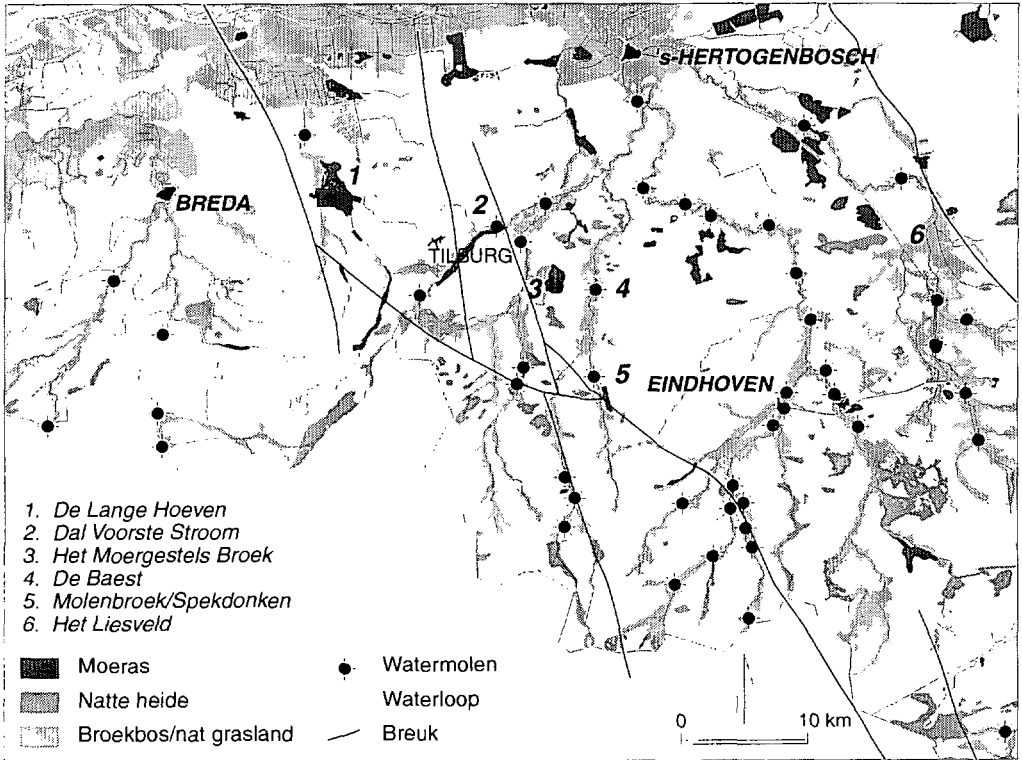 's-HERTOGENBOSCH
1
BREDA
2
TILBURG
6
3
4
5
EINDHOVEN
1. De Lange Hoeven
2. Dal Voorste Stroom
3. Het Moergestels Broek
4. De Baest
5. Molenbroek/Spekdonken
6. Het Liesveld
Moeras
Watermolen
Natte heide
Waterloop
Broekbos/nat grasland
Breuk
0 10 km